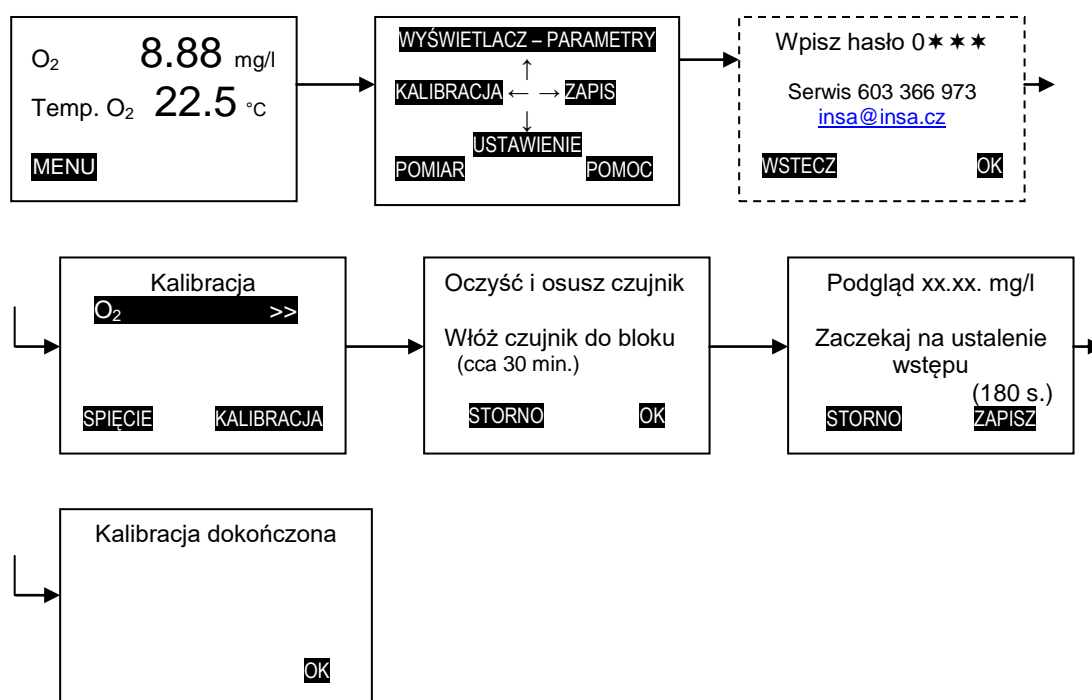 O₂ 8.88 mg/l
Temp. O₂ 22.5 °C
MENU
WYŚWIETLACZ – PARAMETRY
↑
KALIBRACJA ← → ZAPIS
↓
USTAWIENIE
POMIAR POMOC
Wpisz hasło 0✶✶✶
Serwis 603 366 973
insa@insa.cz
WSTECZ OK
Kalibracja
O₂ >>
SPIĘCIE KALIBRACJA
Oczyść i osusz czujnik
Włóż czujnik do bloku
(cca 30 min.)
STORNO OK
Podgląd xx.xx. mg/l
Zaczekaj na ustalenie
wstępu
(180 s.)
STORNO ZAPISZ
Kalibracja dokończona
OK